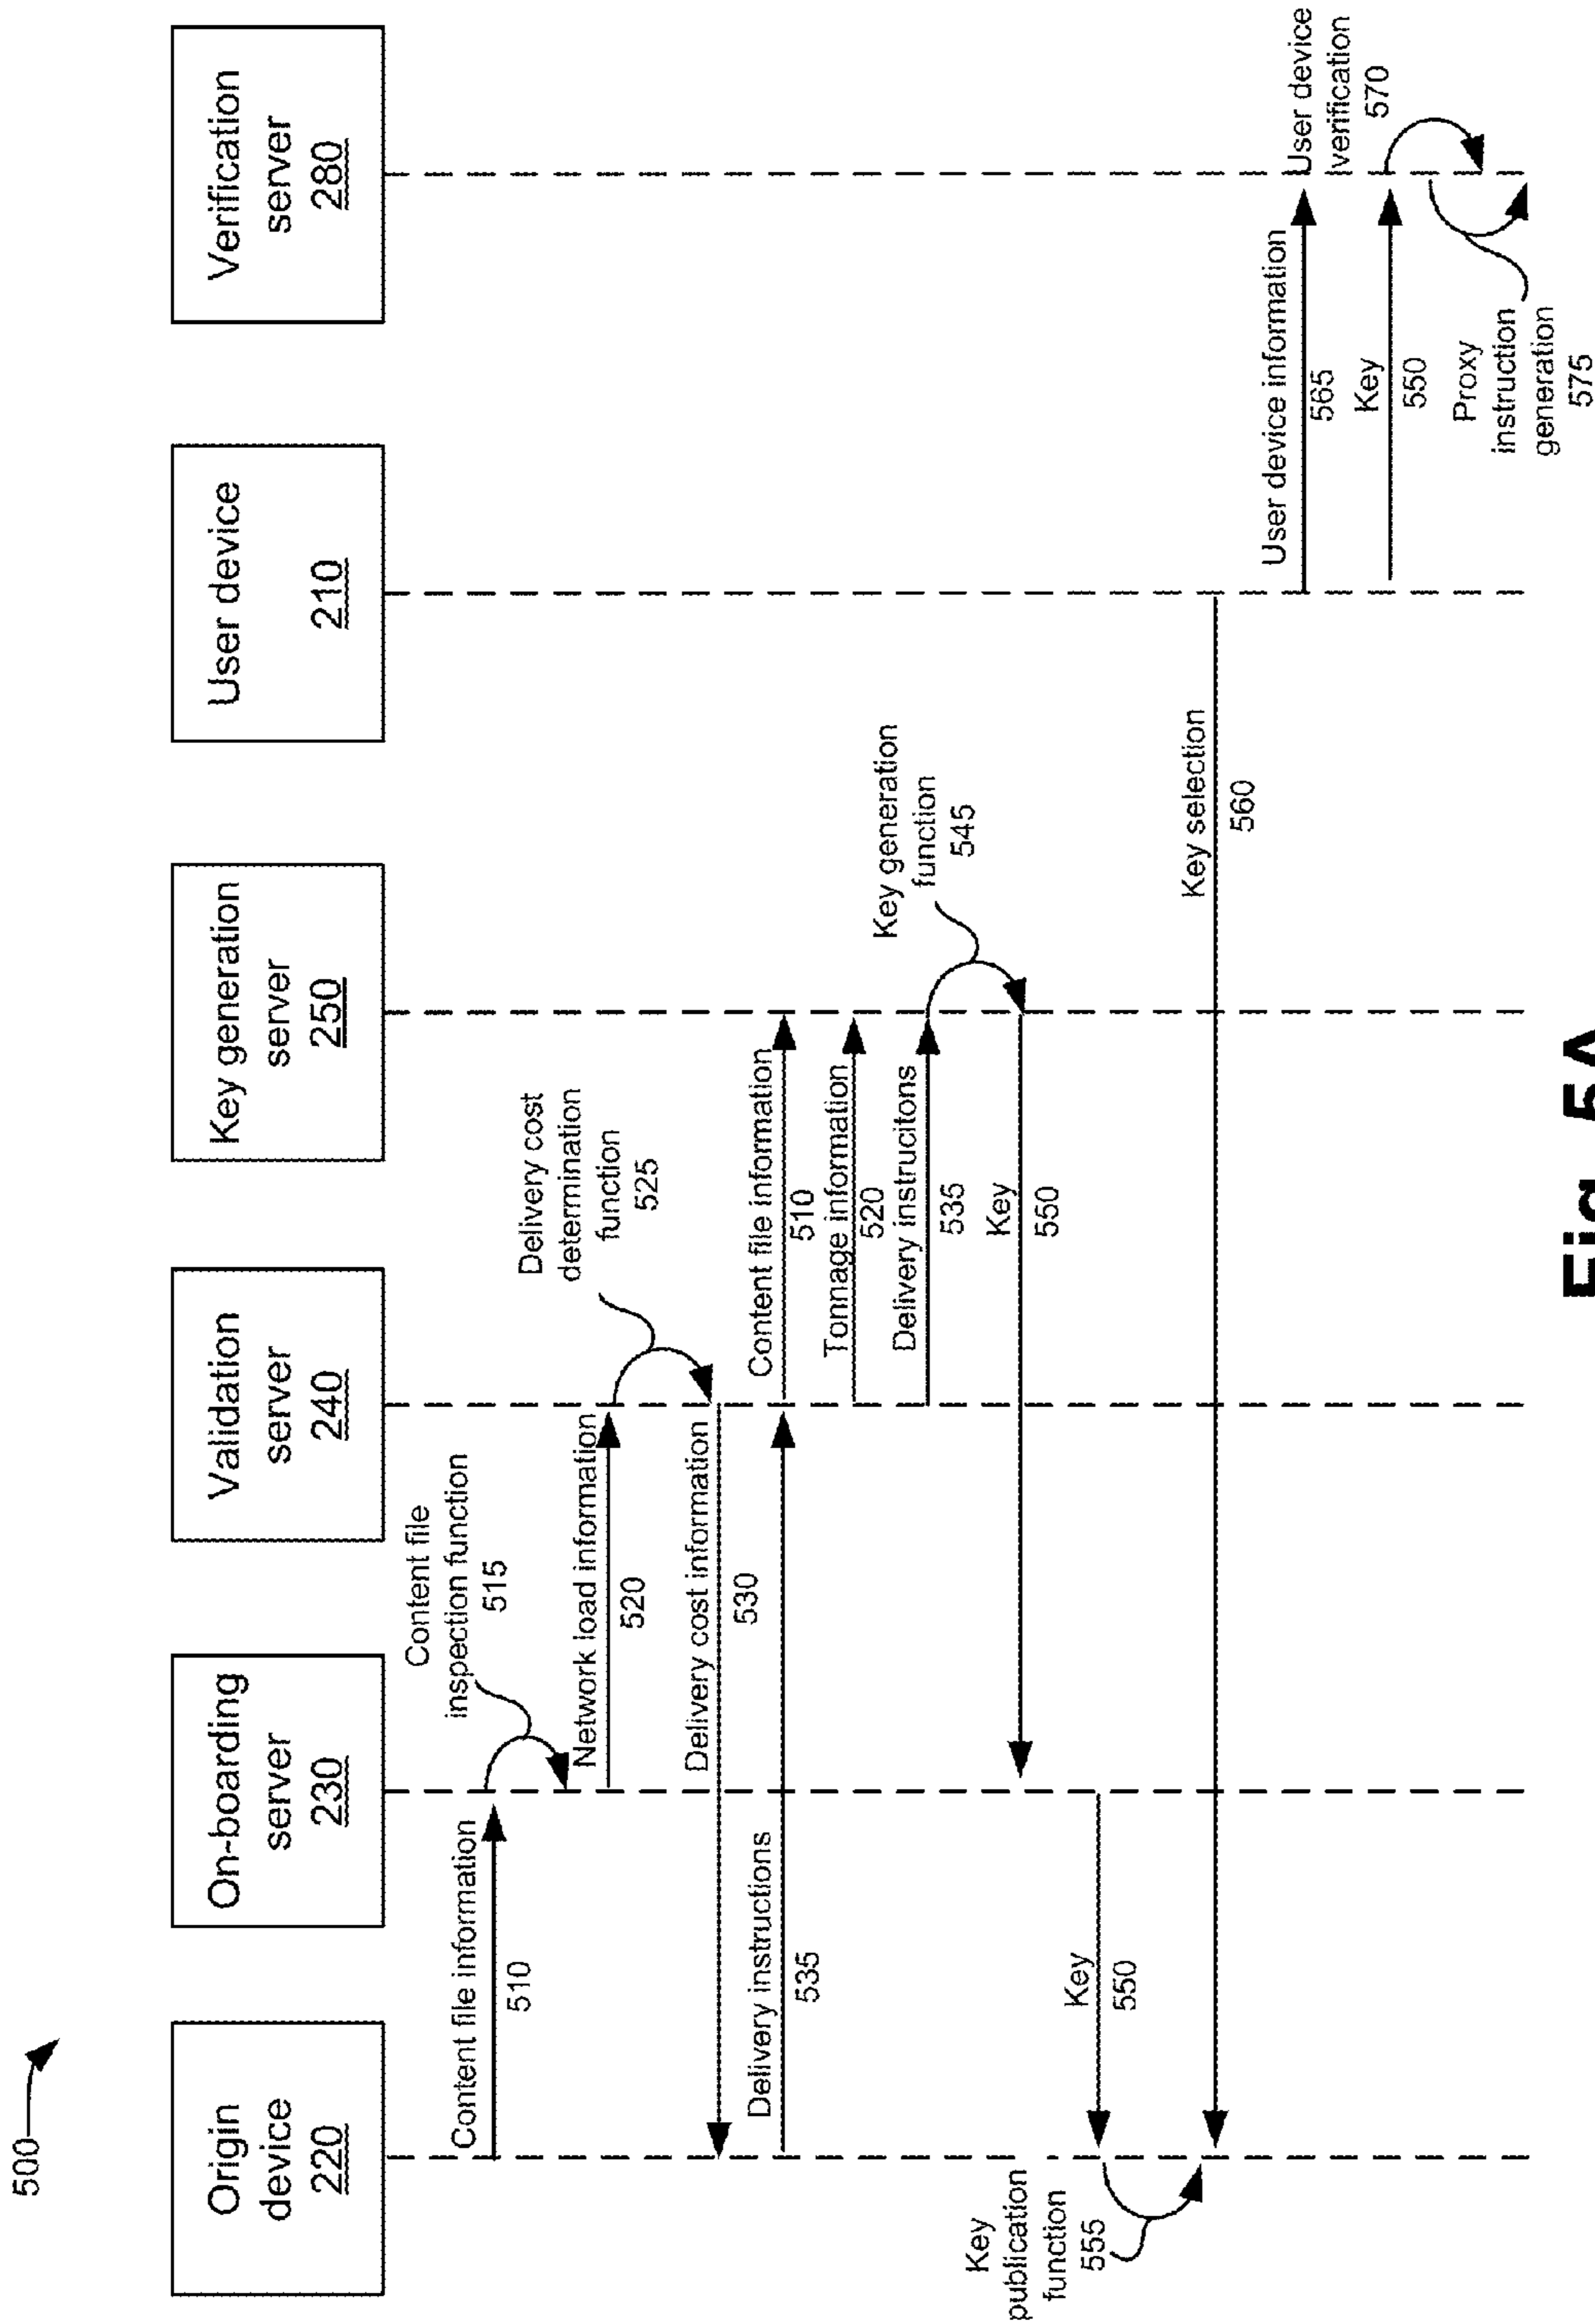 500
Origin
device
220
On-boarding
server
230
Validation
server
240
Key generation
server
250
User device
210
Verification
server
280
Content file information
510
Content file
inspection function
515
Network load information
520
Delivery cost
determination
function
525
Delivery cost information
530
Delivery instructions
535
Content file information
510
Tonnage information
520
Delivery instrucitons
535
Key generation
function
545
Key
550
Key
550
Key
publication
function
555
Key selection
560
User device information
565
Key
550
User device
verification
570
Proxy
instruction
generation
575
Fig. 5A